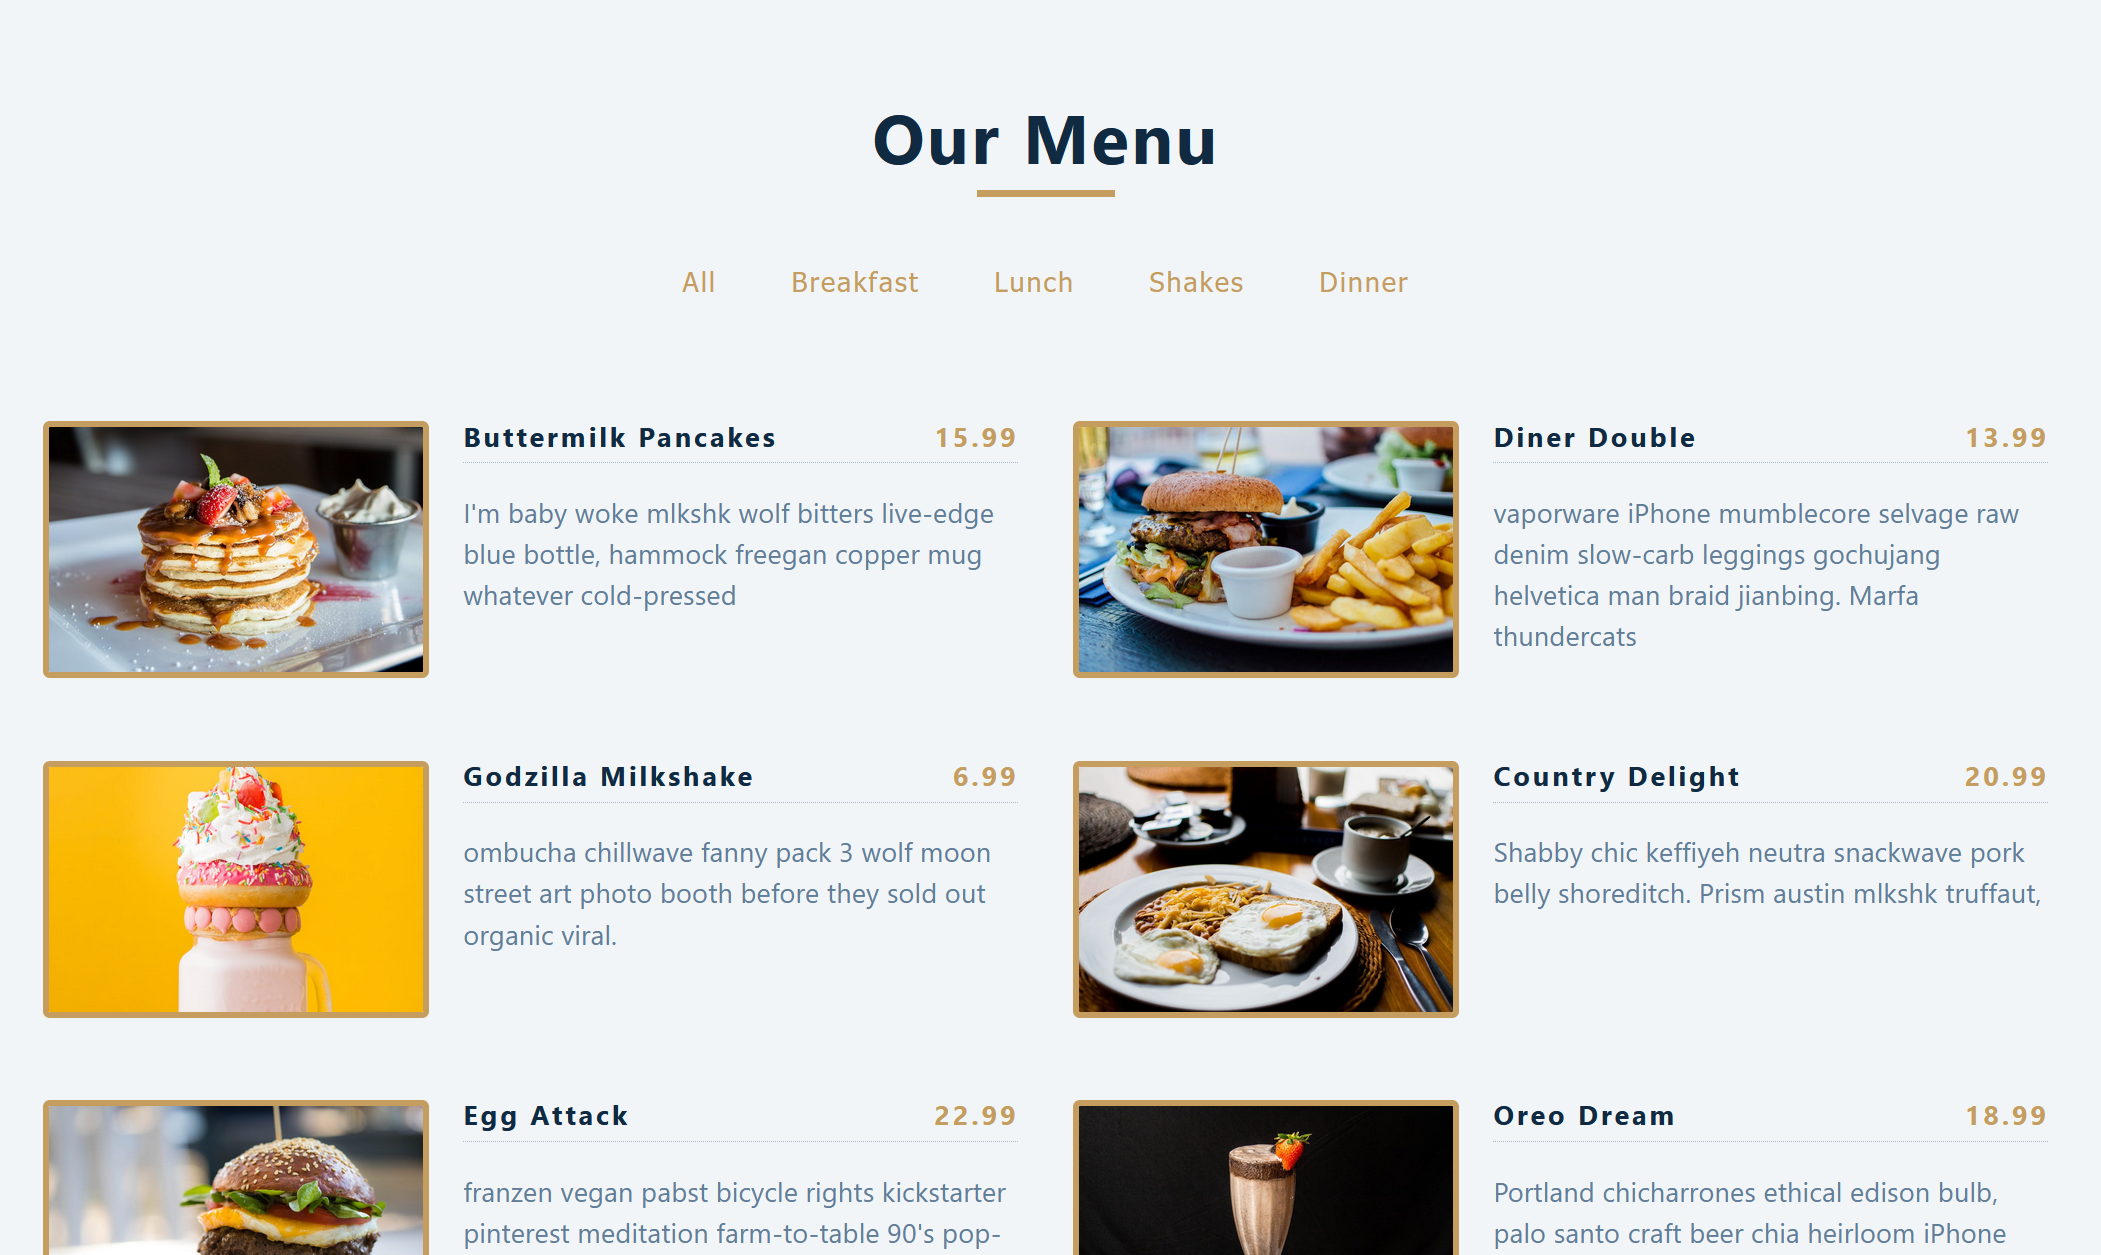 Our Menu
All Breakfast Lunch Shakes Dinner
Buttermilk Pancakes 15.99
I'm baby woke mlkshk wolf bitters live-edge
blue bottle, hammock freegan copper mug
whatever cold-pressed
Diner Double 13.99
vaporware iPhone mumblecore selvage raw
denim slow-carb leggings gochujang
helvetica man braid jianbing. Marfa
thundercats
Godzilla Milkshake 6.99
ombucha chillwave fanny pack 3 wolf moon
street art photo booth before they sold out
organic viral.
Country Delight 20.99
Shabby chic keffiyeh neutra snackwave pork
belly shoreditch. Prism austin mlkshk truffaut,
Egg Attack 22.99
franzen vegan pabst bicycle rights kickstarter
pinterest meditation farm-to-table 90's pop-
Oreo Dream 18.99
Portland chicharrones ethical edison bulb,
palo santo craft beer chia heirloom iPhone